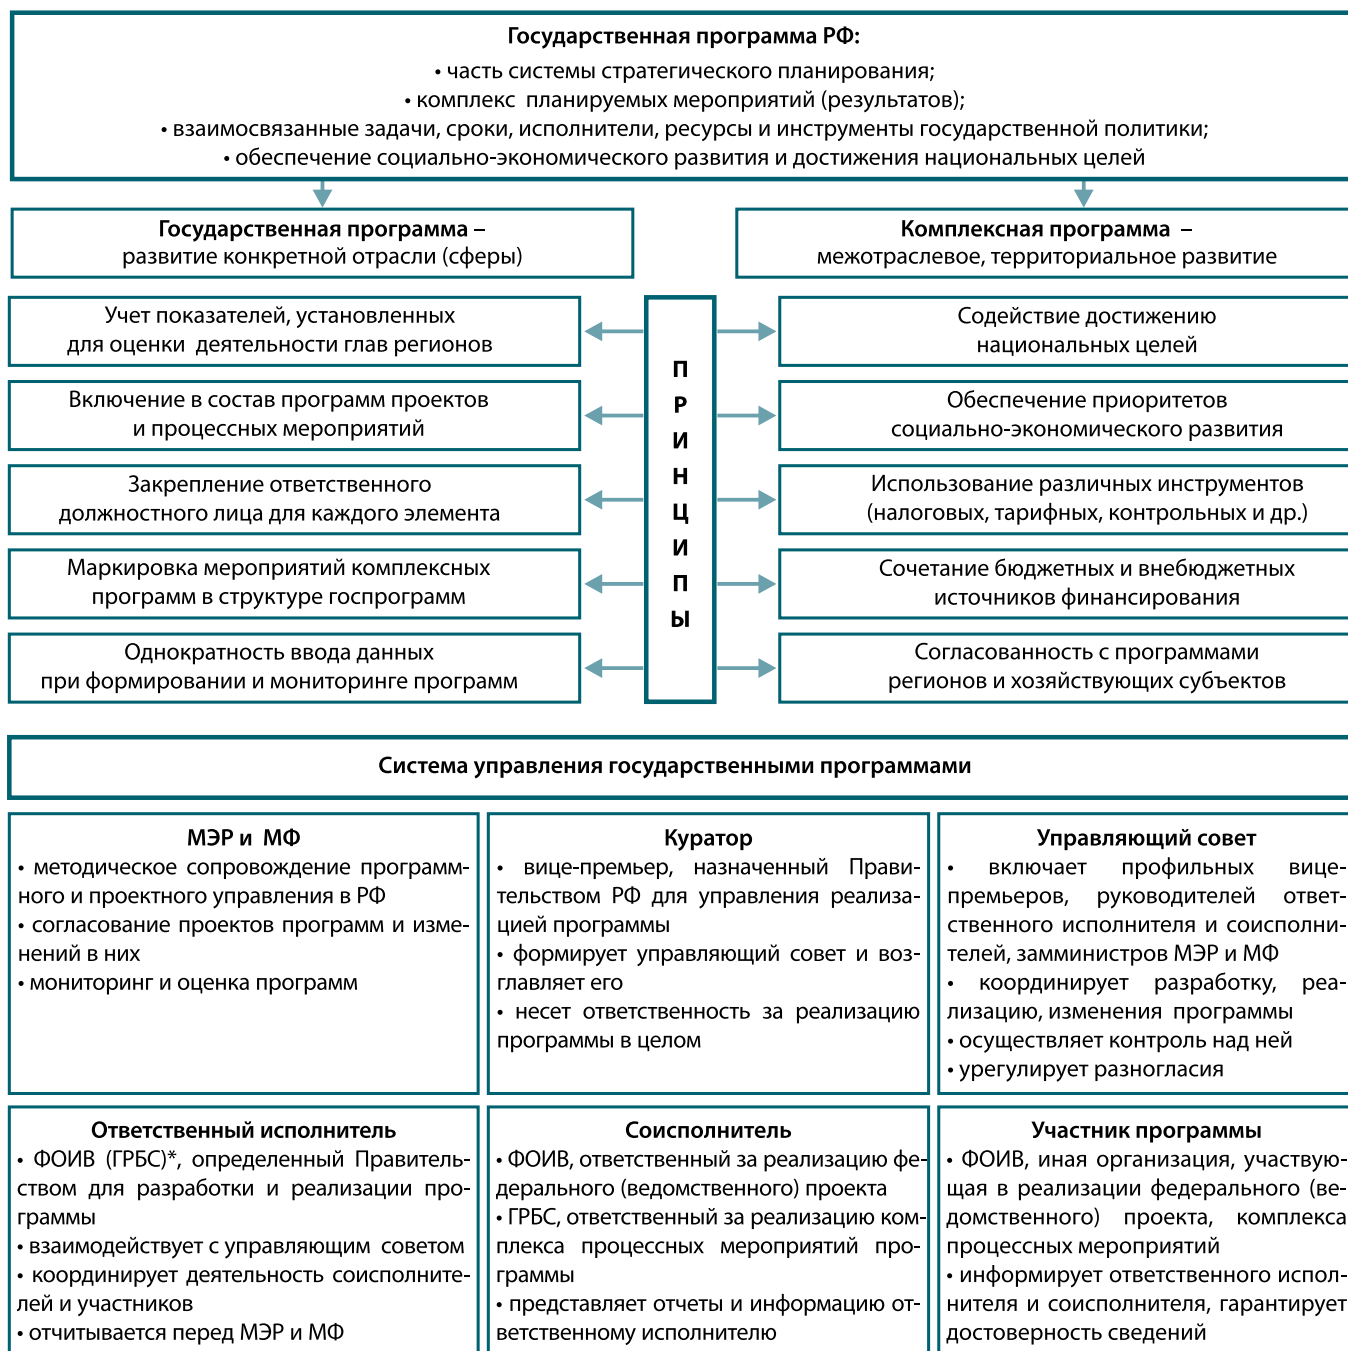 Государственная программа РФ:
• часть системы стратегического планирования;
• комплекс планируемых мероприятий (результатов);
• взаимосвязанные задачи, сроки, исполнители, ресурсы и инструменты государственной политики;
• обеспечение социально-экономического развития и достижения национальных целей
Государственная программа –
развитие конкретной отрасли (сферы)
Комплексная программа –
межотраслевое, территориальное развитие
Учет показателей, установленных
для оценки деятельности глав регионов
Включение в состав программ проектов
и процессных мероприятий
Закрепление ответственного
должностного лица для каждого элемента
Маркировка мероприятий комплексных
программ в структуре госпрограмм
Однократность ввода данных
при формировании и мониторинге программ
П
Р
И
Н
Ц
И
П
Ы
Содействие достижению
национальных целей
Обеспечение приоритетов
социально-экономического развития
Использование различных инструментов
(налоговых, тарифных, контрольных и др.)
Сочетание бюджетных и внебюджетных
источников финансирования
Согласованность с программами
регионов и хозяйствующих субъектов
Система управления государственными программами
МЭР и МФ
• методическое сопровождение программ-
ного и проектного управления в РФ
• согласование проектов программ и изме-
нений в них
• мониторинг и оценка программ
Куратор
• вице-премьер, назначенный Прави-
тельством РФ для управления реализа-
цией программы
• формирует управляющий совет и воз-
главляет его
• несет ответственность за реализацию
программы в целом
Управляющий совет
• включает профильных вице-
премьеров, руководителей ответ-
ственного исполнителя и соисполни-
телей, замминистров МЭР и МФ
• координирует разработку, реа-
лизацию, изменения программы
• осуществляет контроль над ней
• урегулирует разногласия
Ответственный исполнитель
• ФОИВ (ГРБС)*, определенный Правитель-
ством для разработки и реализации про-
граммы
• взаимодействует с управляющим советом
• координирует деятельность соисполните-
лей и участников
• отчитывается перед МЭР и МФ
Соисполнитель
• ФОИВ, ответственный за реализацию фе-
дерального (ведомственного) проекта
• ГРБС, ответственный за реализацию ком-
плекса процессных мероприятий про-
граммы
• представляет отчеты и информацию от-
ветственному исполнителю
Участник программы
• ФОИВ, иная организация, участвую-
щая в реализации федерального (ве-
домственного) проекта, комплекса
процессных мероприятий
• информирует ответственного испол-
нителя и соисполнителя, гарантирует
достоверность сведений